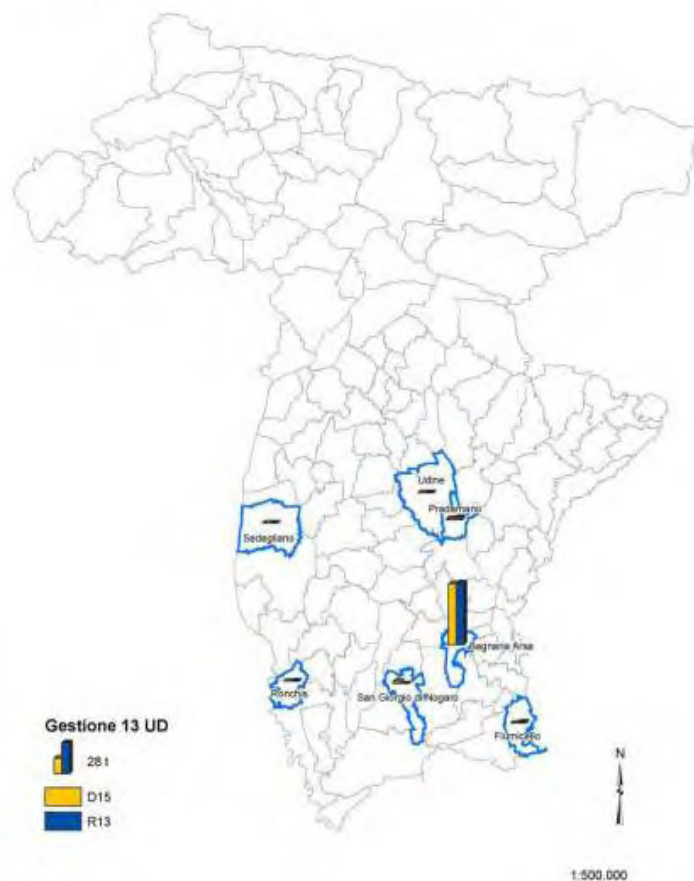 Udine
Pradamano
Sedegliano
Bagnaria Arsa
Ronchis
San Giorgio di Nogaro
Fiumicello
Gestione 13 UD
28 t
D15
R13
N
1:500.000